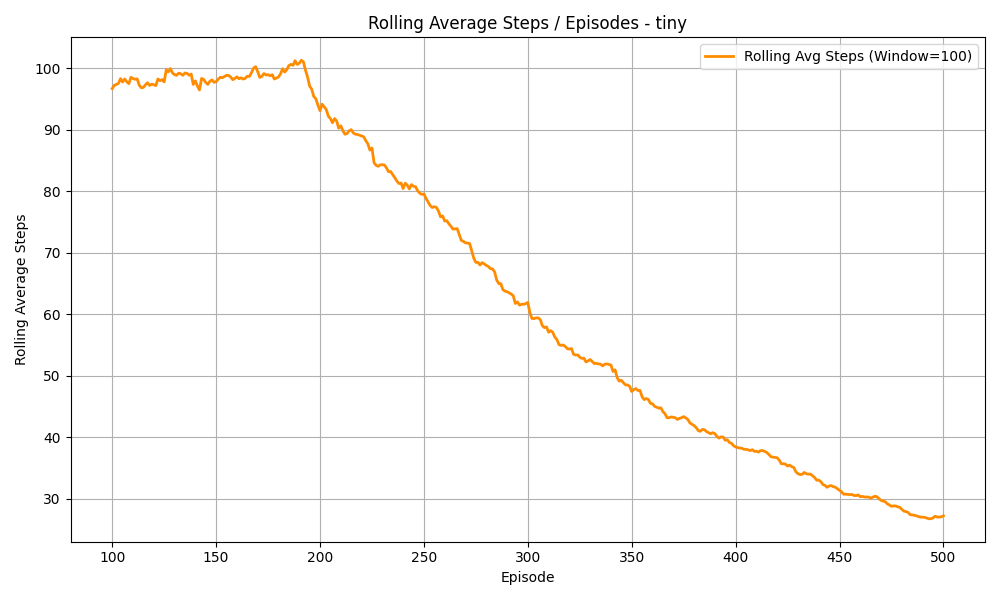 Rolling Average Steps / Episodes - tiny
Rolling Avg Steps (Window=100)
Rolling Average Steps
100
90
80
70
60
50
40
30
100 150 200 250 300 350 400 450 500
Episode